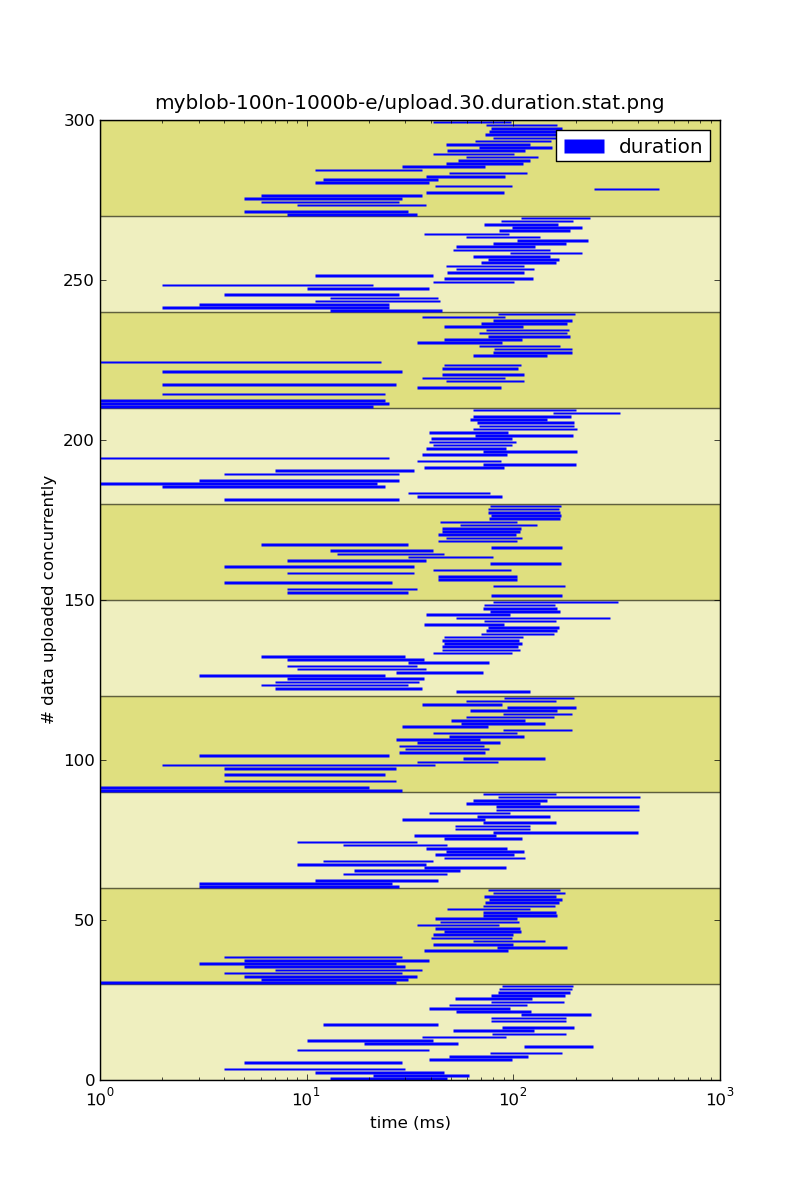 myblob-100n-1000b-e/upload.30.duration.stat.png
duration
300
250
200
150
100
50
0
# data uploaded concurrently
10^0 10^1 10^2 10^3
time (ms)